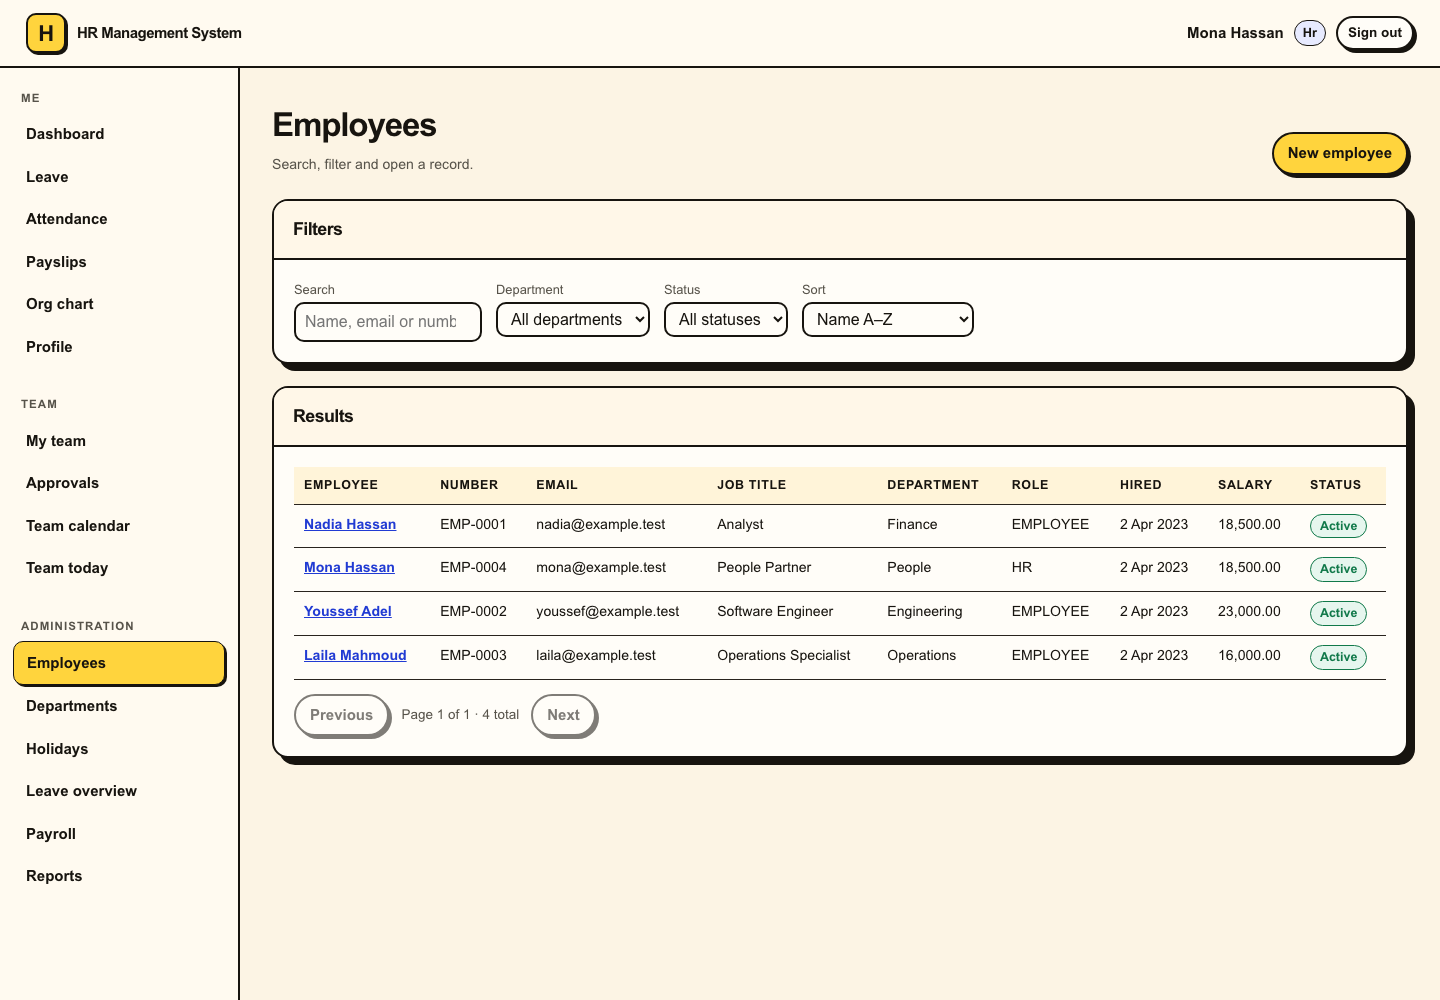 H HR Management System
Mona Hassan Hr Sign out
ME
Dashboard
Leave
Attendance
Payslips
Org chart
Profile
TEAM
My team
Approvals
Team calendar
Team today
ADMINISTRATION
Employees
Departments
Holidays
Leave overview
Payroll
Reports
Employees
Search, filter and open a record.
New employee
Filters
Search Department Status Sort
Name, email or numb All departments All statuses Name A–Z
Results
EMPLOYEE NUMBER EMAIL JOB TITLE DEPARTMENT ROLE HIRED SALARY STATUS
Nadia Hassan EMP-0001 nadia@example.test Analyst Finance EMPLOYEE 2 Apr 2023 18,500.00 Active
Mona Hassan EMP-0004 mona@example.test People Partner People HR 2 Apr 2023 18,500.00 Active
Youssef Adel EMP-0002 youssef@example.test Software Engineer Engineering EMPLOYEE 2 Apr 2023 23,000.00 Active
Laila Mahmoud EMP-0003 laila@example.test Operations Specialist Operations EMPLOYEE 2 Apr 2023 16,000.00 Active
Previous Page 1 of 1 · 4 total Next